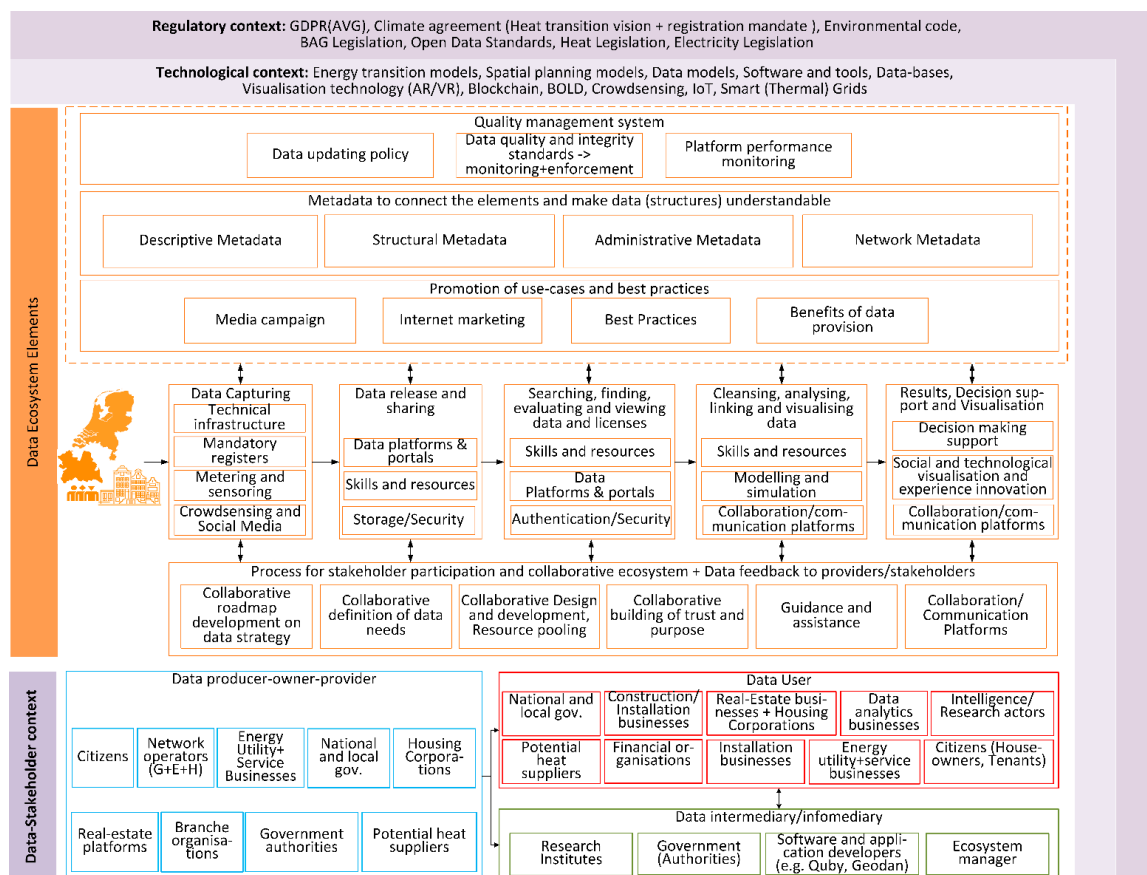 Regulatory context: GDPR(AVG), Climate agreement (Heat transition vision + registration mandate ), Environmental code,
BAG Legislation, Open Data Standards, Heat Legislation, Electricity Legislation
Technological context: Energy transition models, Spatial planning models, Data models, Software and tools, Data-bases,
Visualisation technology (AR/VR), Blockchain, BOLD, Crowdsensing, IoT, Smart (Thermal) Grids
Data Ecosystem Elements
Quality management system
Data updating policy
Data quality and integrity
standards ->
monitoring+enforcement
Platform performance
monitoring
Metadata to connect the elements and make data (structures) understandable
Descriptive Metadata
Structural Metadata
Administrative Metadata
Network Metadata
Promotion of use-cases and best practices
Media campaign
Internet marketing
Best Practices
Benefits of data
provision
Data Capturing
Technical
infrastructure
Mandatory
registers
Metering and
sensoring
Crowdsensing and
Social Media
Data release and
sharing
Data platforms &
portals
Skills and resources
Storage/Security
Searching, finding,
evaluating and viewing
data and licenses
Skills and resources
Data
Platforms & portals
Authentication/Security
Cleansing, analysing,
linking and visualising
data
Skills and resources
Modelling and
simulation
Collaboration/com-
munication platforms
Results, Decision sup-
port and Visualisation
Decision making
support
Social and technological
visualisation and
experience innovation
Collaboration/com-
munication platforms
Process for stakeholder participation and collaborative ecosystem + Data feedback to providers/stakeholders
Collaborative
roadmap
development on
data strategy
Collaborative
definition of data
needs
Collaborative Design
and development,
Resource pooling
Collaborative
building of trust and
purpose
Guidance and
assistance
Collaboration/
Communication
Platforms
Data-Stakeholder context
Data producer-owner-provider
Citizens
Network
operators
(G+E+H)
Energy
Utility+
Service
Businesses
National
and local
gov.
Housing
Corpora-
tions
Real-estate
platforms
Branche
organisa-
tions
Government
authorities
Potential heat
suppliers
Data User
National and
local gov.
Construction/
Installation
businesses
Real-Estate busi-
nesses + Housing
Corporations
Data
analytics
businesses
Intelligence/
Research actors
Potential
heat
suppliers
Financial or-
ganisations
Installation
businesses
Energy
utility+service
businesses
Citizens (House-
owners, Tenants)
Data intermediary/infomediary
Research
Institutes
Government
(Authorities)
Software and appli-
cation developers
(e.g. Quby, Geodan)
Ecosystem
manager